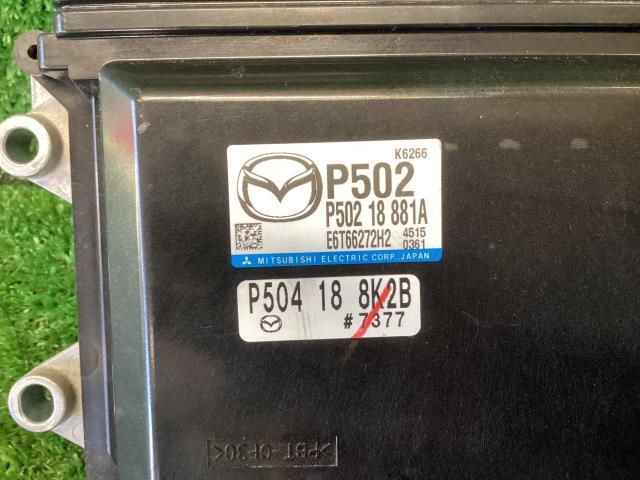 K6266
P502
P502 18 881A
E6T66272H2 4515
0361
MITSUBISHI ELECTRIC CORP., JAPAN
P504 18 8K2B
#7377
>PBT-GF30<